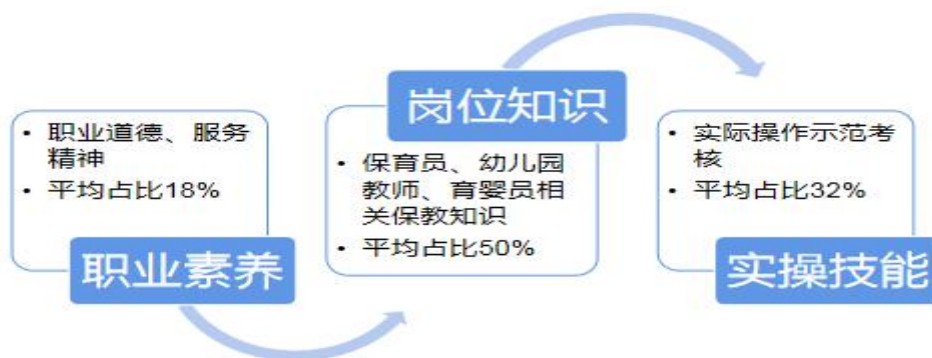 • 职业道德、服务
精神
• 平均占比18%
职业素养
岗位知识
• 保育员、幼儿园
教师、育婴员相
关保教知识
• 平均占比50%
• 实际操作示范考
核
• 平均占比32%
实操技能